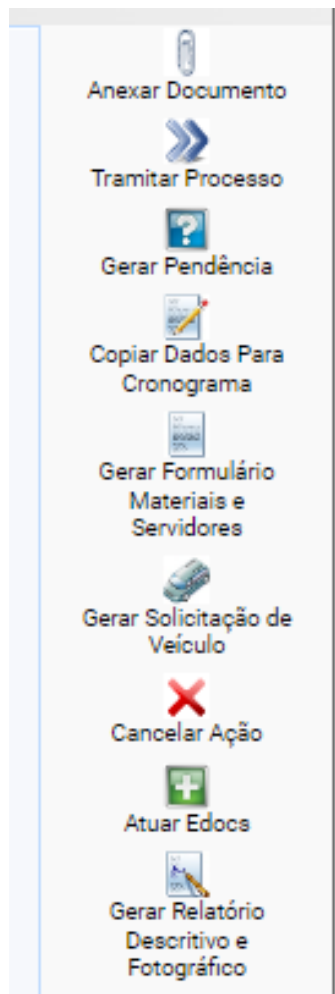 Anexar Documento
Tramitar Processo
Gerar Pendência
Copiar Dados Para
Cronograma
Gerar Formulário
Materiais e
Servidores
Gerar Solicitação de
Veículo
Cancelar Ação
Atuar Edocs
Gerar Relatório
Descritivo e
Fotográfico